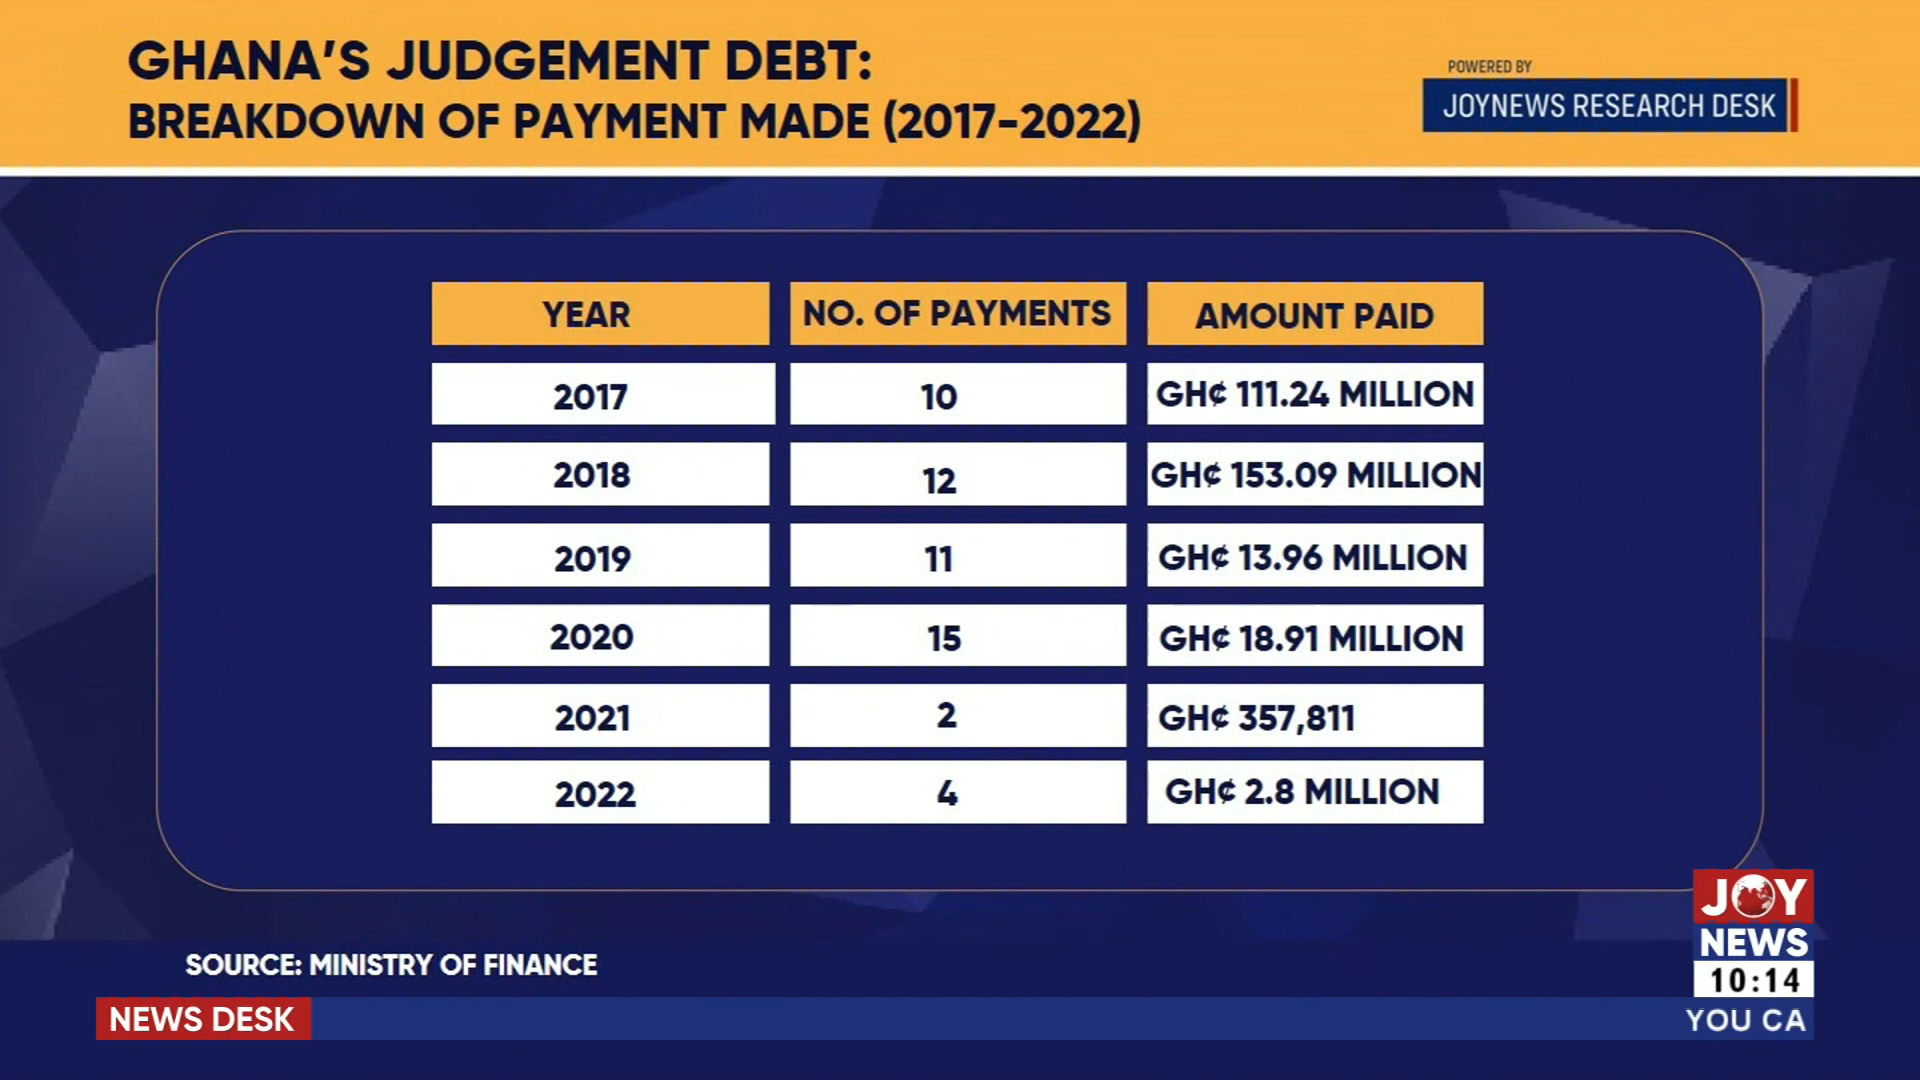 GHANA'S JUDGEMENT DEBT:
BREAKDOWN OF PAYMENT MADE (2017-2022)
POWERED BY
JOYNEWS RESEARCH DESK
YEAR NO. OF PAYMENTS AMOUNT PAID
2017 10 GH¢ 111.24 MILLION
2018 12 GH¢ 153.09 MILLION
2019 11 GH¢ 13.96 MILLION
2020 15 GH¢ 18.91 MILLION
2021 2 GH¢ 357,811
2022 4 GH¢ 2.8 MILLION
SOURCE: MINISTRY OF FINANCE
JOY
NEWS
10:14
NEWS DESK
YOU CA